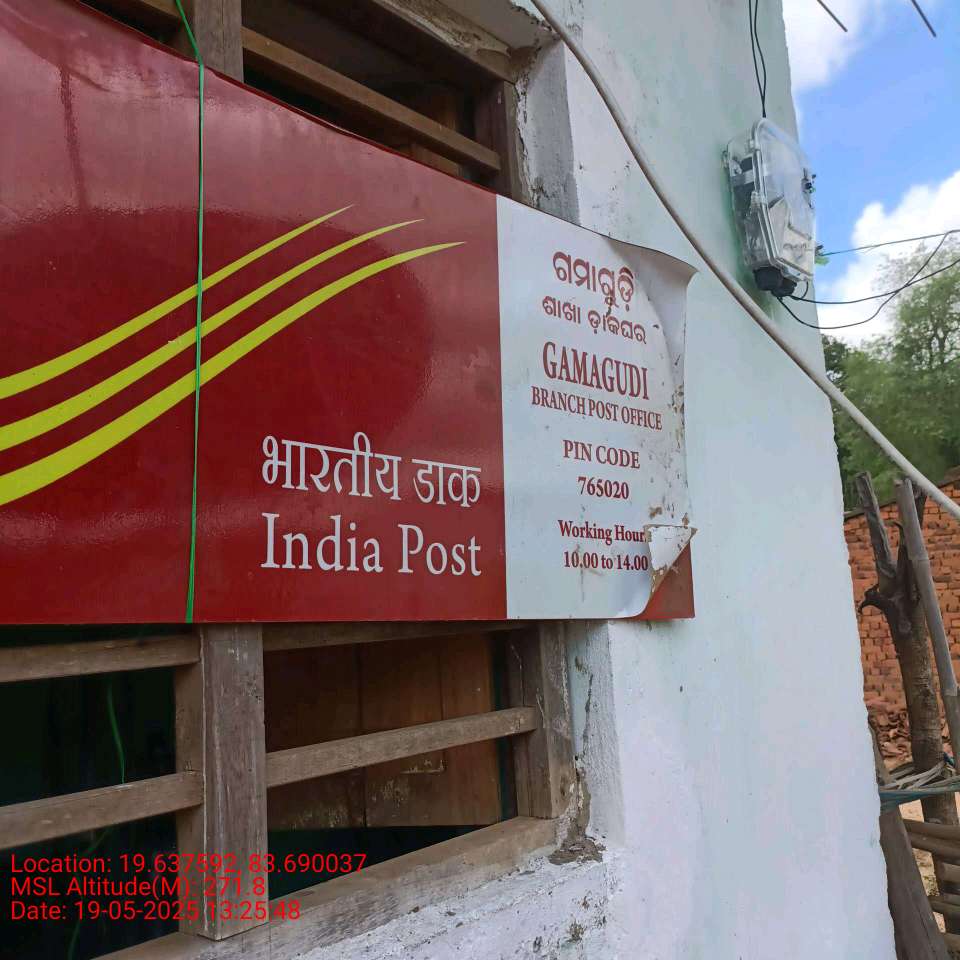 ଗମାଗୁଡ଼ି
ଶାଖା ଡ଼ାକଘର
GAMAGUDI
BRANCH POST OFFICE
PIN CODE
765020
Working Hour
10.00 to 14.00
भारतीय डाक
India Post
Location: 19.637592, 83.690037
MSL Altitude(M): 271.8
Date: 19-05-2025 13:25:48